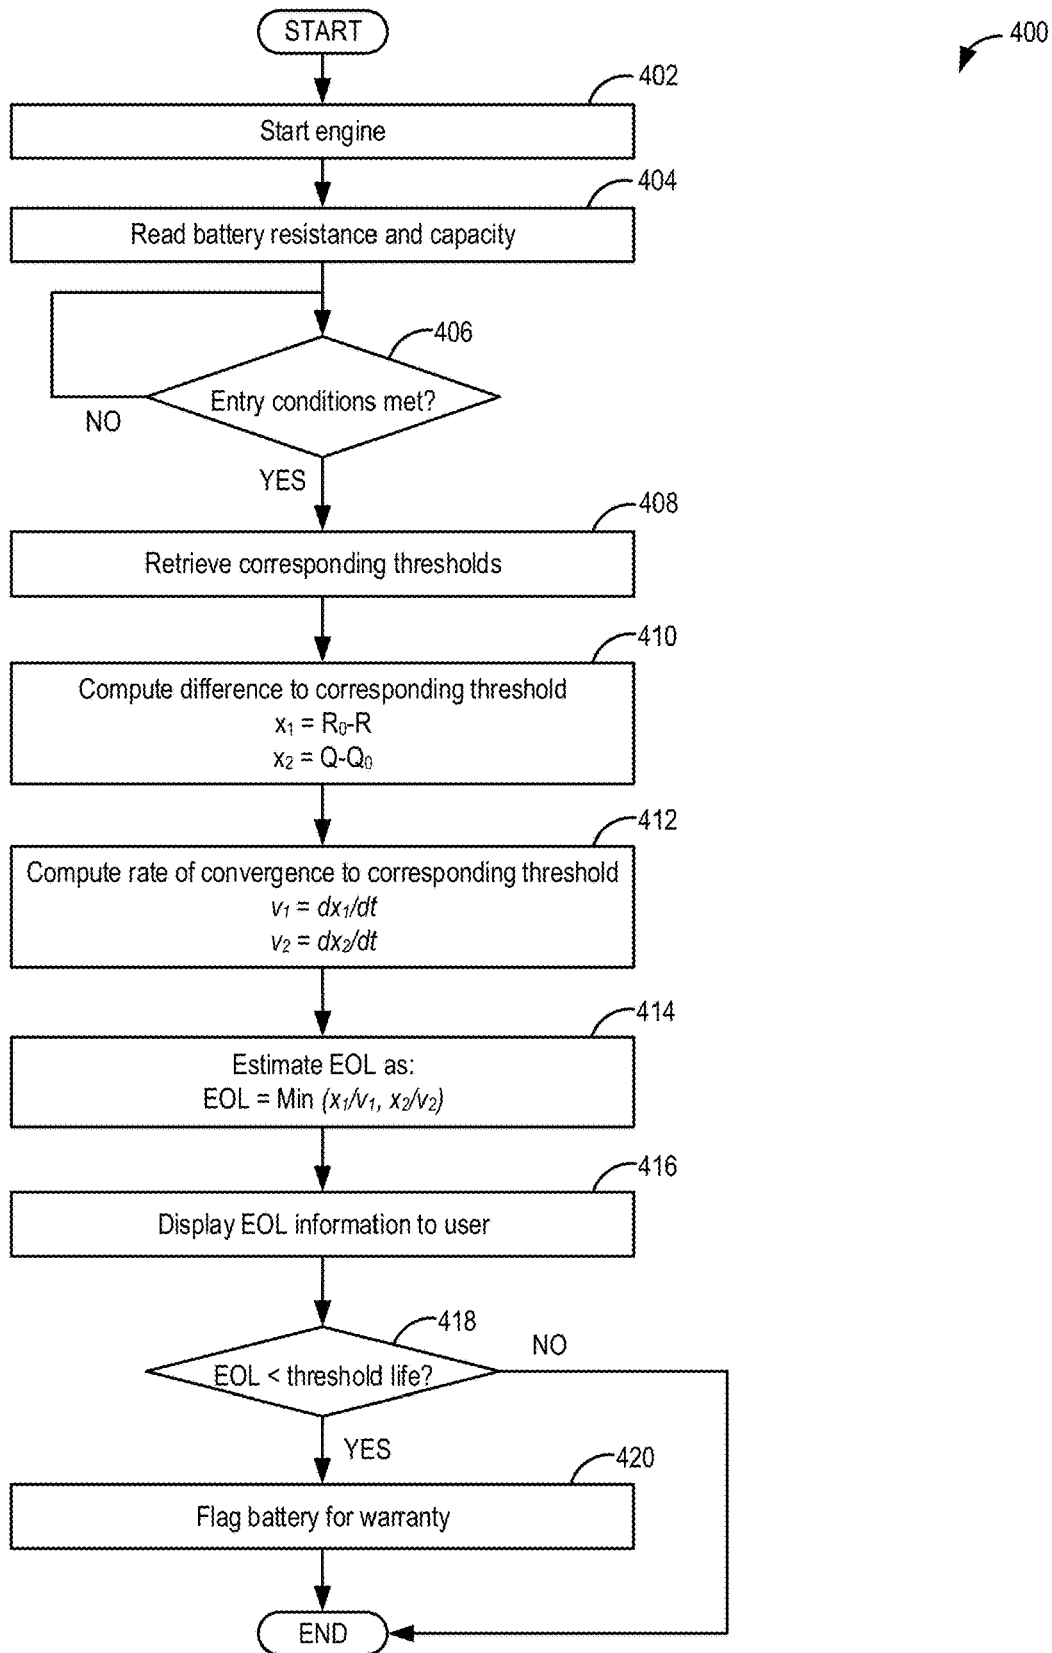 START
400
402
Start engine
404
Read battery resistance and capacity
406
Entry conditions met?
NO
YES
408
Retrieve corresponding thresholds
410
Compute difference to corresponding threshold
x₁ = R₀-R
x₂ = Q-Q₀
412
Compute rate of convergence to corresponding threshold
v₁ = dx₁/dt
v₂ = dx₂/dt
414
Estimate EOL as:
EOL = Min (x₁/v₁, x₂/v₂)
416
Display EOL information to user
418
NO
EOL < threshold life?
YES
420
Flag battery for warranty
END